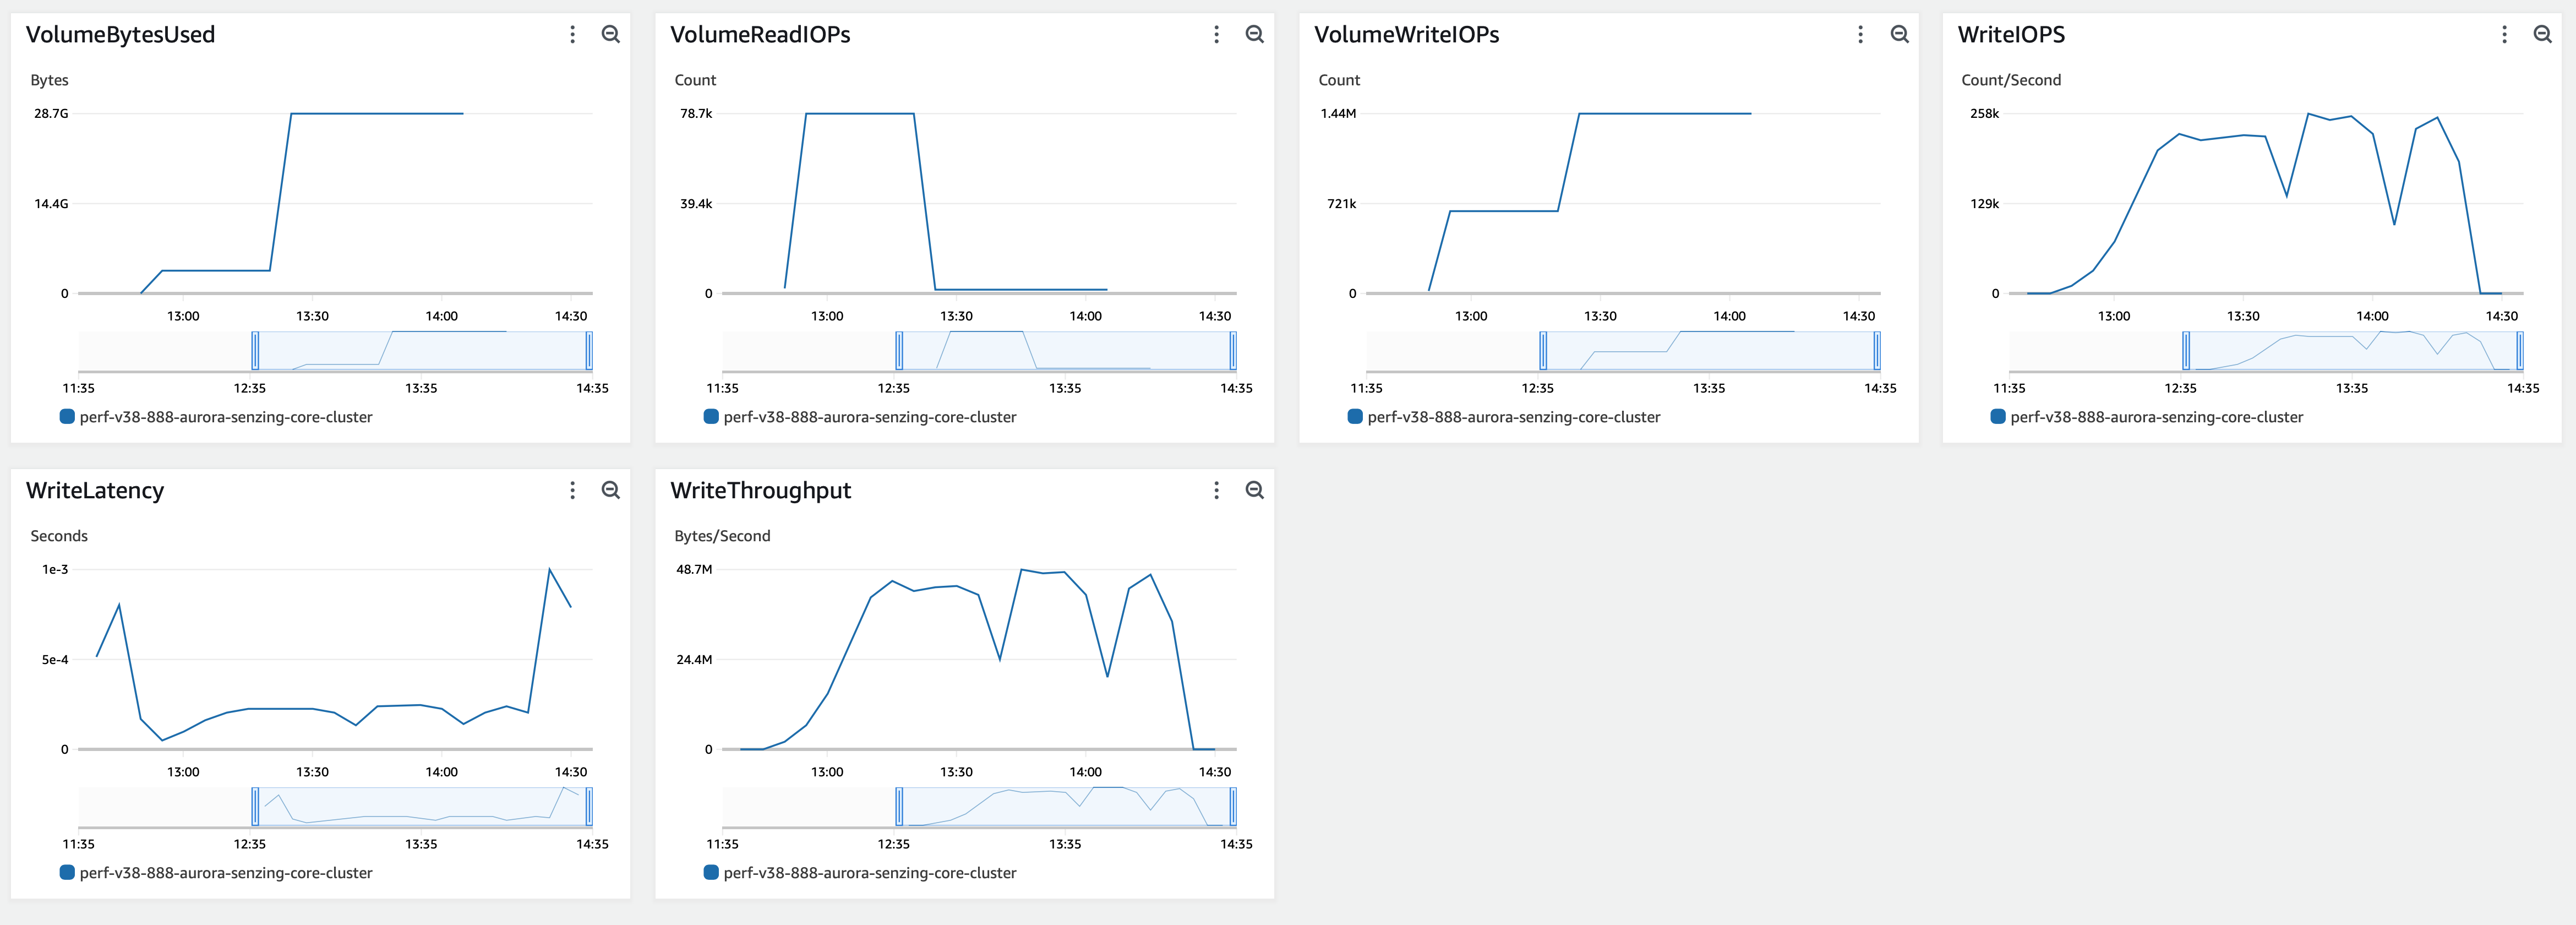 VolumeBytesUsed
Bytes
28.7G
14.4G
0
13:00 13:30 14:00 14:30
11:35 12:35 13:35 14:35
perf-v38-888-aurora-senzing-core-cluster
VolumeReadIOPs
Count
78.7k
39.4k
0
13:00 13:30 14:00 14:30
11:35 12:35 13:35 14:35
perf-v38-888-aurora-senzing-core-cluster
VolumeWriteIOPs
Count
1.44M
721k
0
13:00 13:30 14:00 14:30
11:35 12:35 13:35 14:35
perf-v38-888-aurora-senzing-core-cluster
WriteIOPS
Count/Second
258k
129k
0
13:00 13:30 14:00 14:30
11:35 12:35 13:35 14:35
perf-v38-888-aurora-senzing-core-cluster
WriteLatency
Seconds
1e-3
5e-4
0
13:00 13:30 14:00 14:30
11:35 12:35 13:35 14:35
perf-v38-888-aurora-senzing-core-cluster
WriteThroughput
Bytes/Second
48.7M
24.4M
0
13:00 13:30 14:00 14:30
11:35 12:35 13:35 14:35
perf-v38-888-aurora-senzing-core-cluster